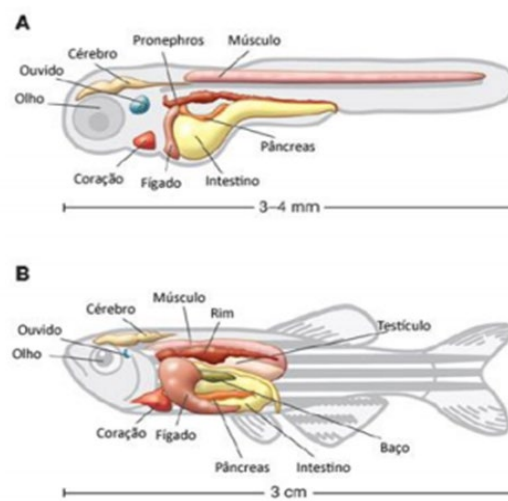 A
Pronephros Músculo
Cérebro
Ouvido
Olho
Pâncreas
Coração Fígado Intestino
3–4 mm
B
Músculo
Cérebro Rim
Testículo
Ouvido
Olho
Coração
Fígado
Baço
Pâncreas Intestino
3 cm